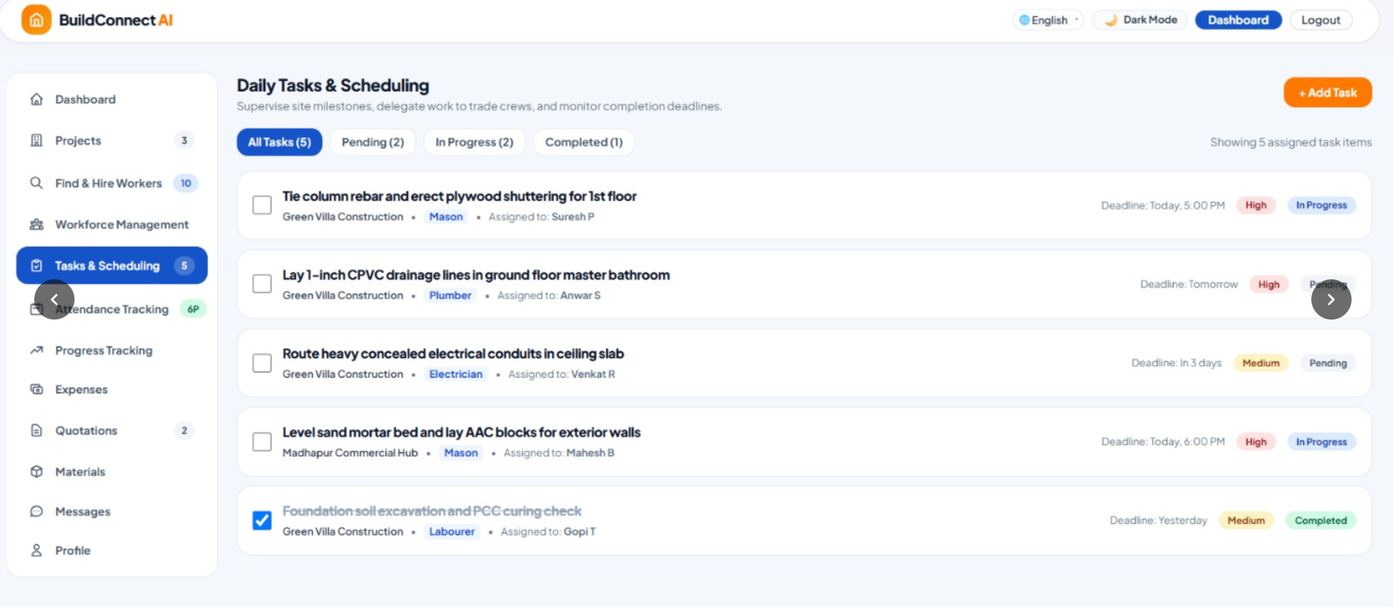 BuildConnect AI
English
Dark Mode
Dashboard
Logout
Dashboard
Projects 3
Find & Hire Workers 10
Workforce Management
Tasks & Scheduling 5
Attendance Tracking 6P
Progress Tracking
Expenses
Quotations 2
Materials
Messages
Profile
Daily Tasks & Scheduling
Supervise site milestones, delegate work to trade crews, and monitor completion deadlines.
+ Add Task
All Tasks (5) Pending (2) In Progress (2) Completed (1)
Showing 5 assigned task items
Tie column rebar and erect plywood shuttering for 1st floor
Green Villa Construction • Mason • Assigned to: Suresh P
Deadline: Today, 5:00 PM High In Progress
Lay 1-inch CPVC drainage lines in ground floor master bathroom
Green Villa Construction • Plumber • Assigned to: Anwar S
Deadline: Tomorrow High Pending
Route heavy concealed electrical conduits in ceiling slab
Green Villa Construction • Electrician • Assigned to: Venkat R
Deadline: In 3 days Medium Pending
Level sand mortar bed and lay AAC blocks for exterior walls
Madhapur Commercial Hub • Mason • Assigned to: Mahesh B
Deadline: Today, 6:00 PM High In Progress
Foundation soil excavation and PCC curing check
Green Villa Construction • Labourer • Assigned to: Gopi T
Deadline: Yesterday Medium Completed